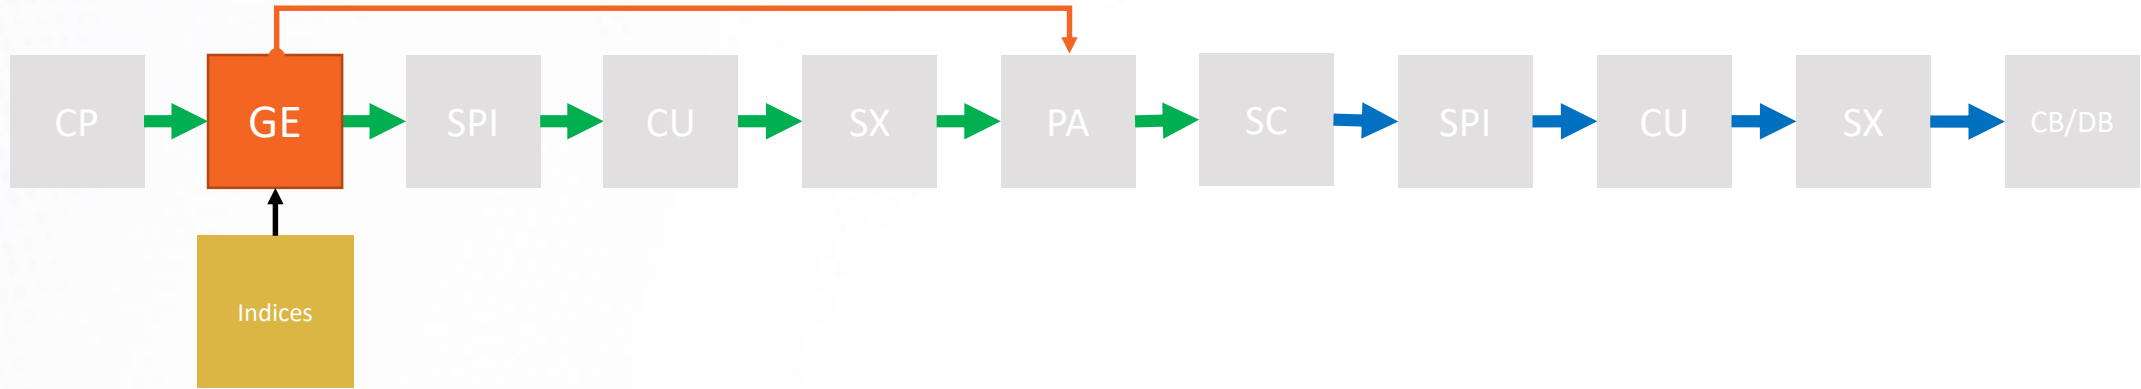 CP
GE
SPI
CU
SX
PA
SC
SPI
CU
SX
CB/DB
Indices